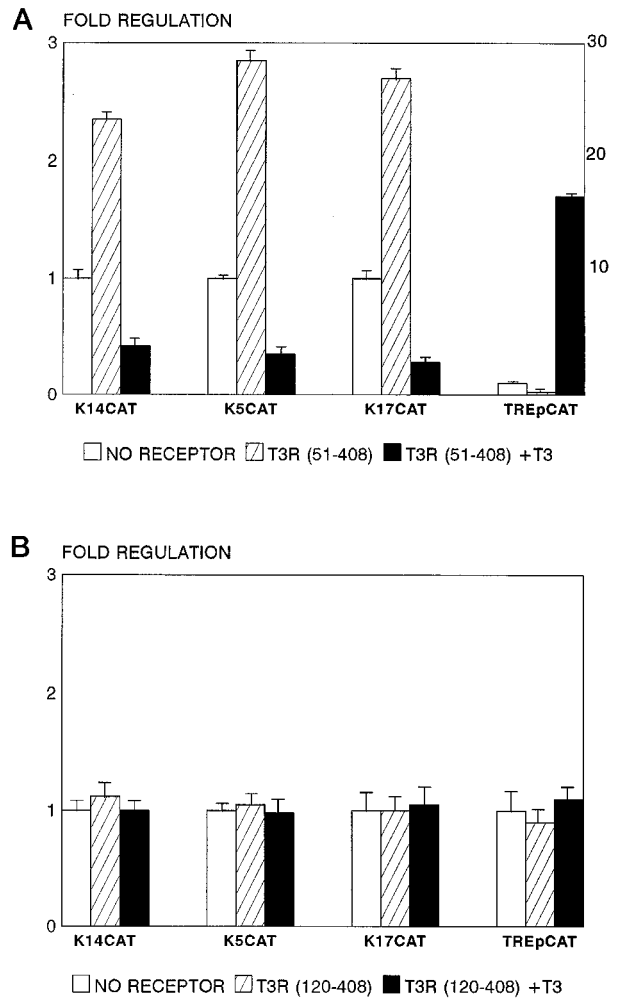 A
FOLD REGULATION
3
30
2
20
1
10
0
K14CAT K5CAT K17CAT TREpCAT
NO RECEPTOR T3R (51-408) T3R (51-408) +T3
B
FOLD REGULATION
3
2
1
0
K14CAT K5CAT K17CAT TREpCAT
NO RECEPTOR T3R (120-408) T3R (120-408) +T3